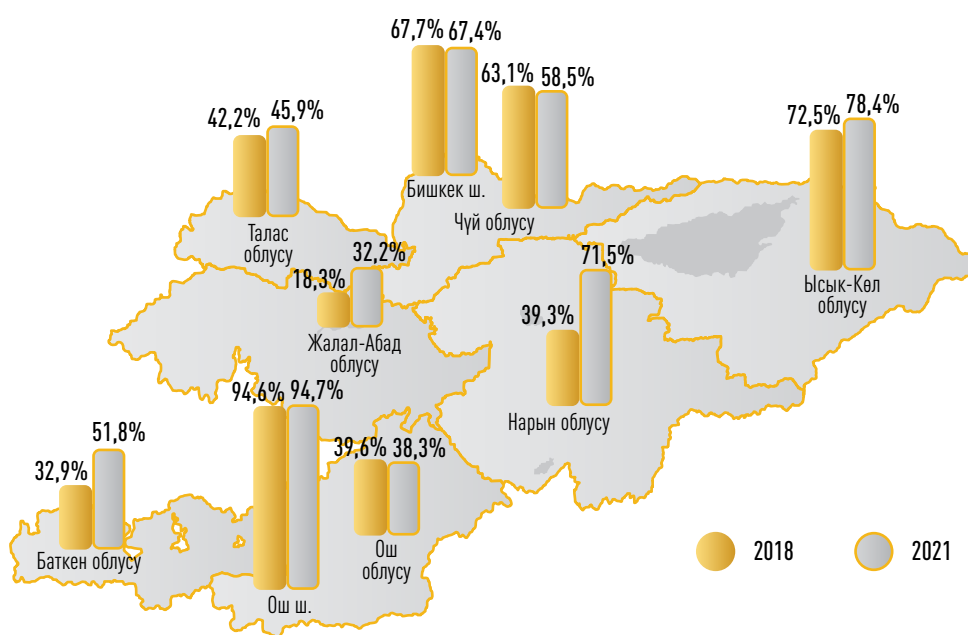 67,7% 67,4%
63,1% 58,5%
Бишкек ш.
Чүй облусу
42,2% 45,9%
Талас
облусу
72,5% 78,4%
Ысык-Көл
облусу
18,3% 32,2%
Жалал-Абад
облусу
39,3% 71,5%
Нарын облусу
94,6% 94,7%
Ош ш.
39,6% 38,3%
Ош
облусу
32,9% 51,8%
Баткен облусу
2018
2021